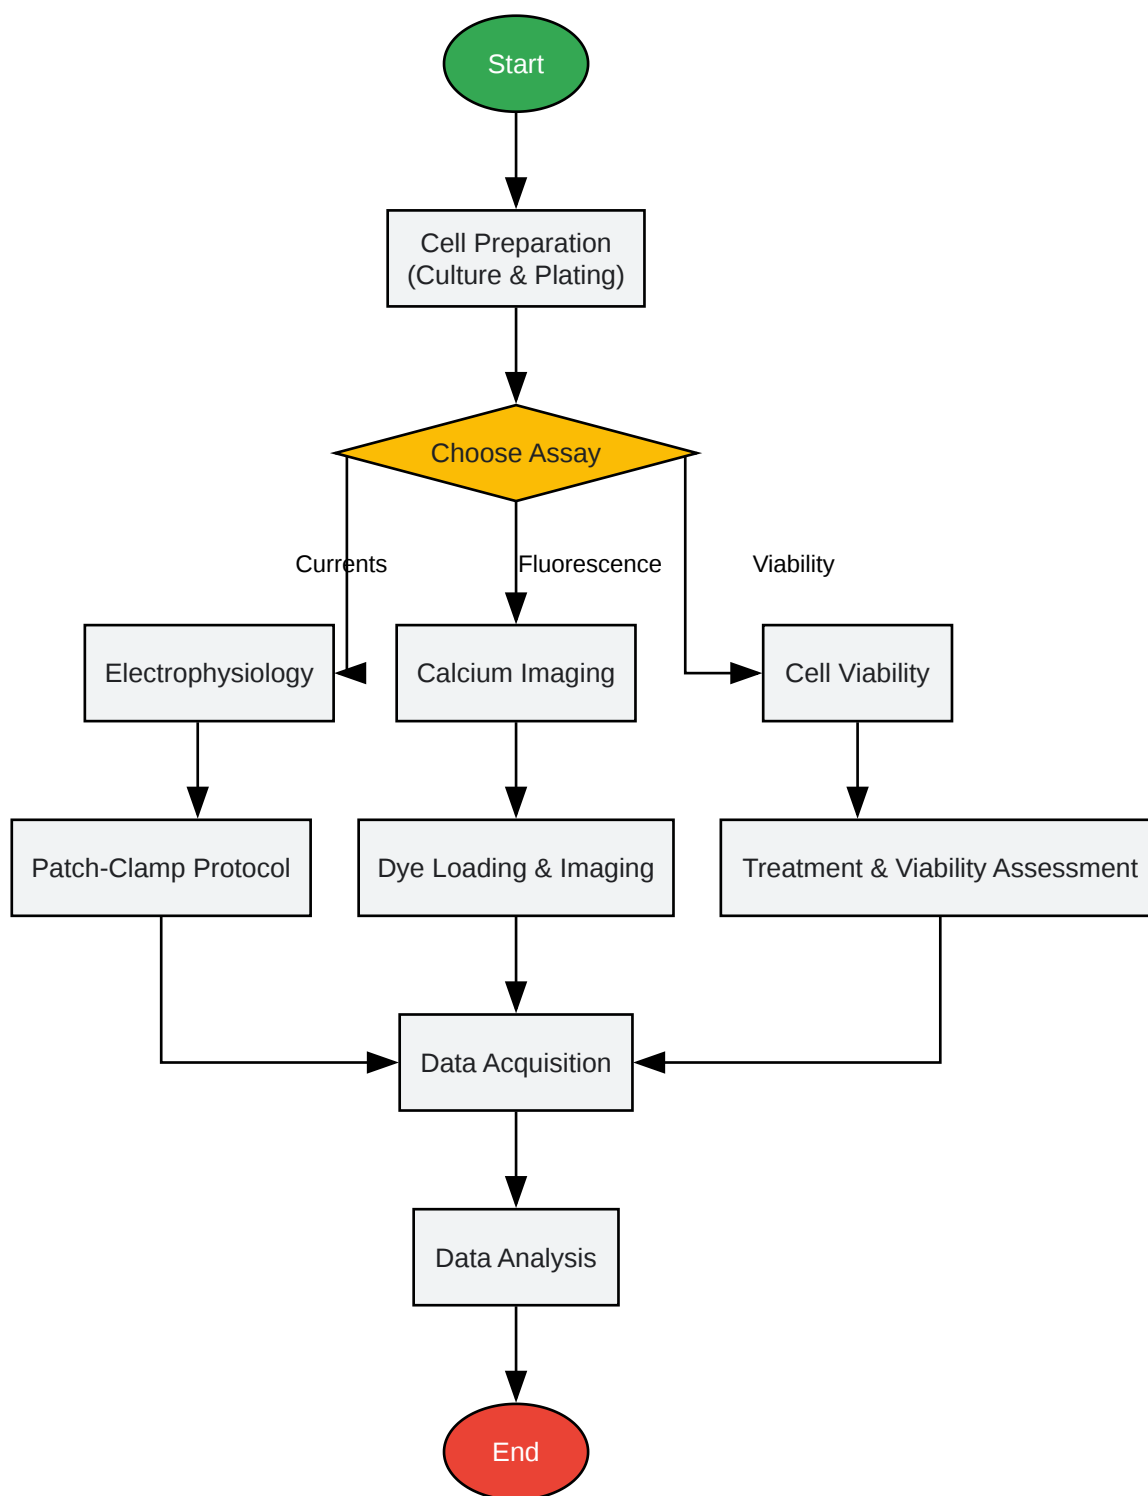 Start
Cell Preparation
(Culture & Plating)
Choose Assay
Currents
Fluorescence
Viability
Electrophysiology
Calcium Imaging
Cell Viability
Patch-Clamp Protocol
Dye Loading & Imaging
Treatment & Viability Assessment
Data Acquisition
Data Analysis
End